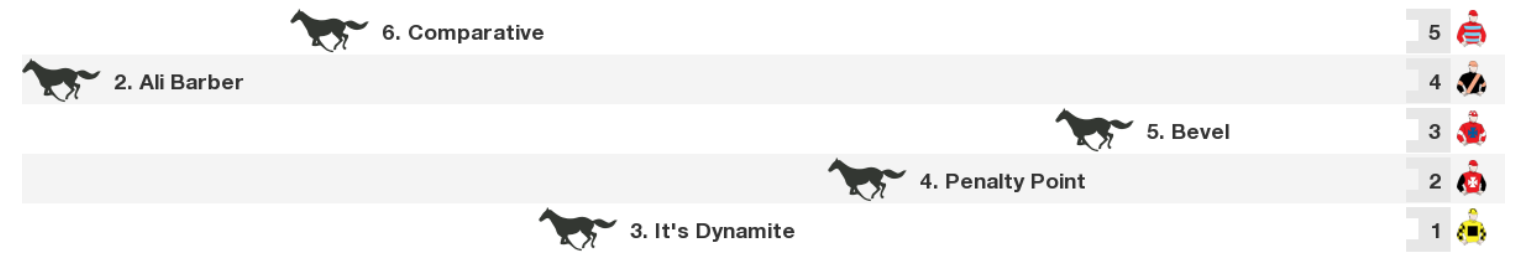 6. Comparative 5
2. Ali Barber 4
5. Bevel 3
4. Penalty Point 2
3. It's Dynamite 1